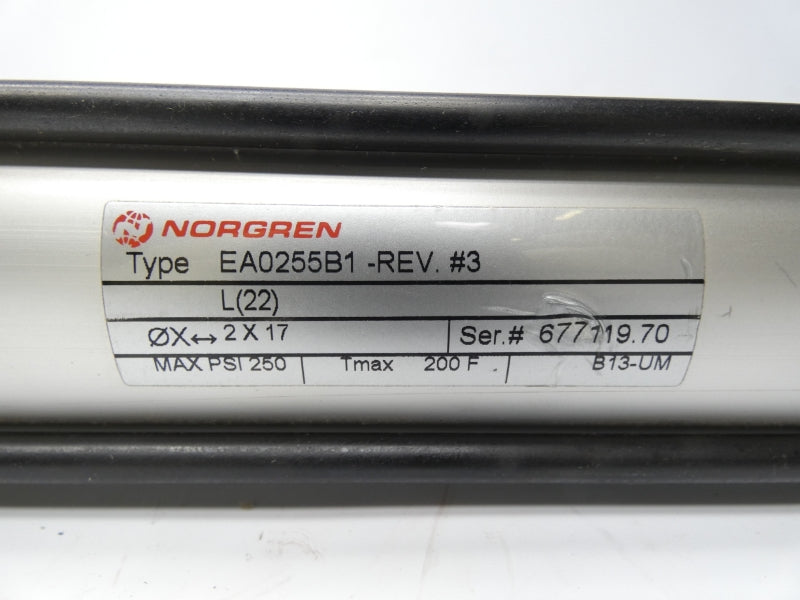 NORGREN
Type EA0255B1 -REV. #3
L(22)
ØX↔ 2 X 17 Ser.# 677119.70
MAX PSI 250 Tmax 200 F B13-UM